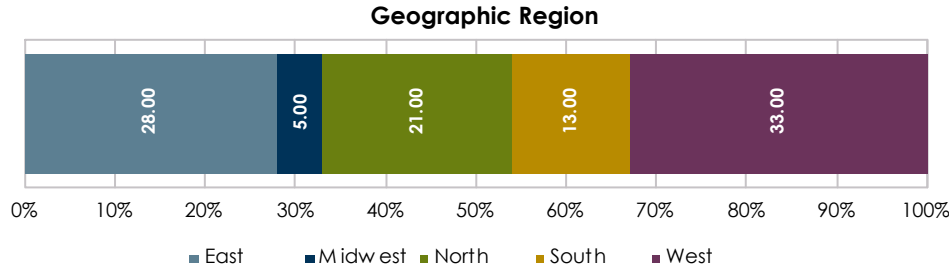 Geographic Region
28.00 5.00 21.00 13.00 33.00
0% 10% 20% 30% 40% 50% 60% 70% 80% 90% 100%
East Midwest North South West